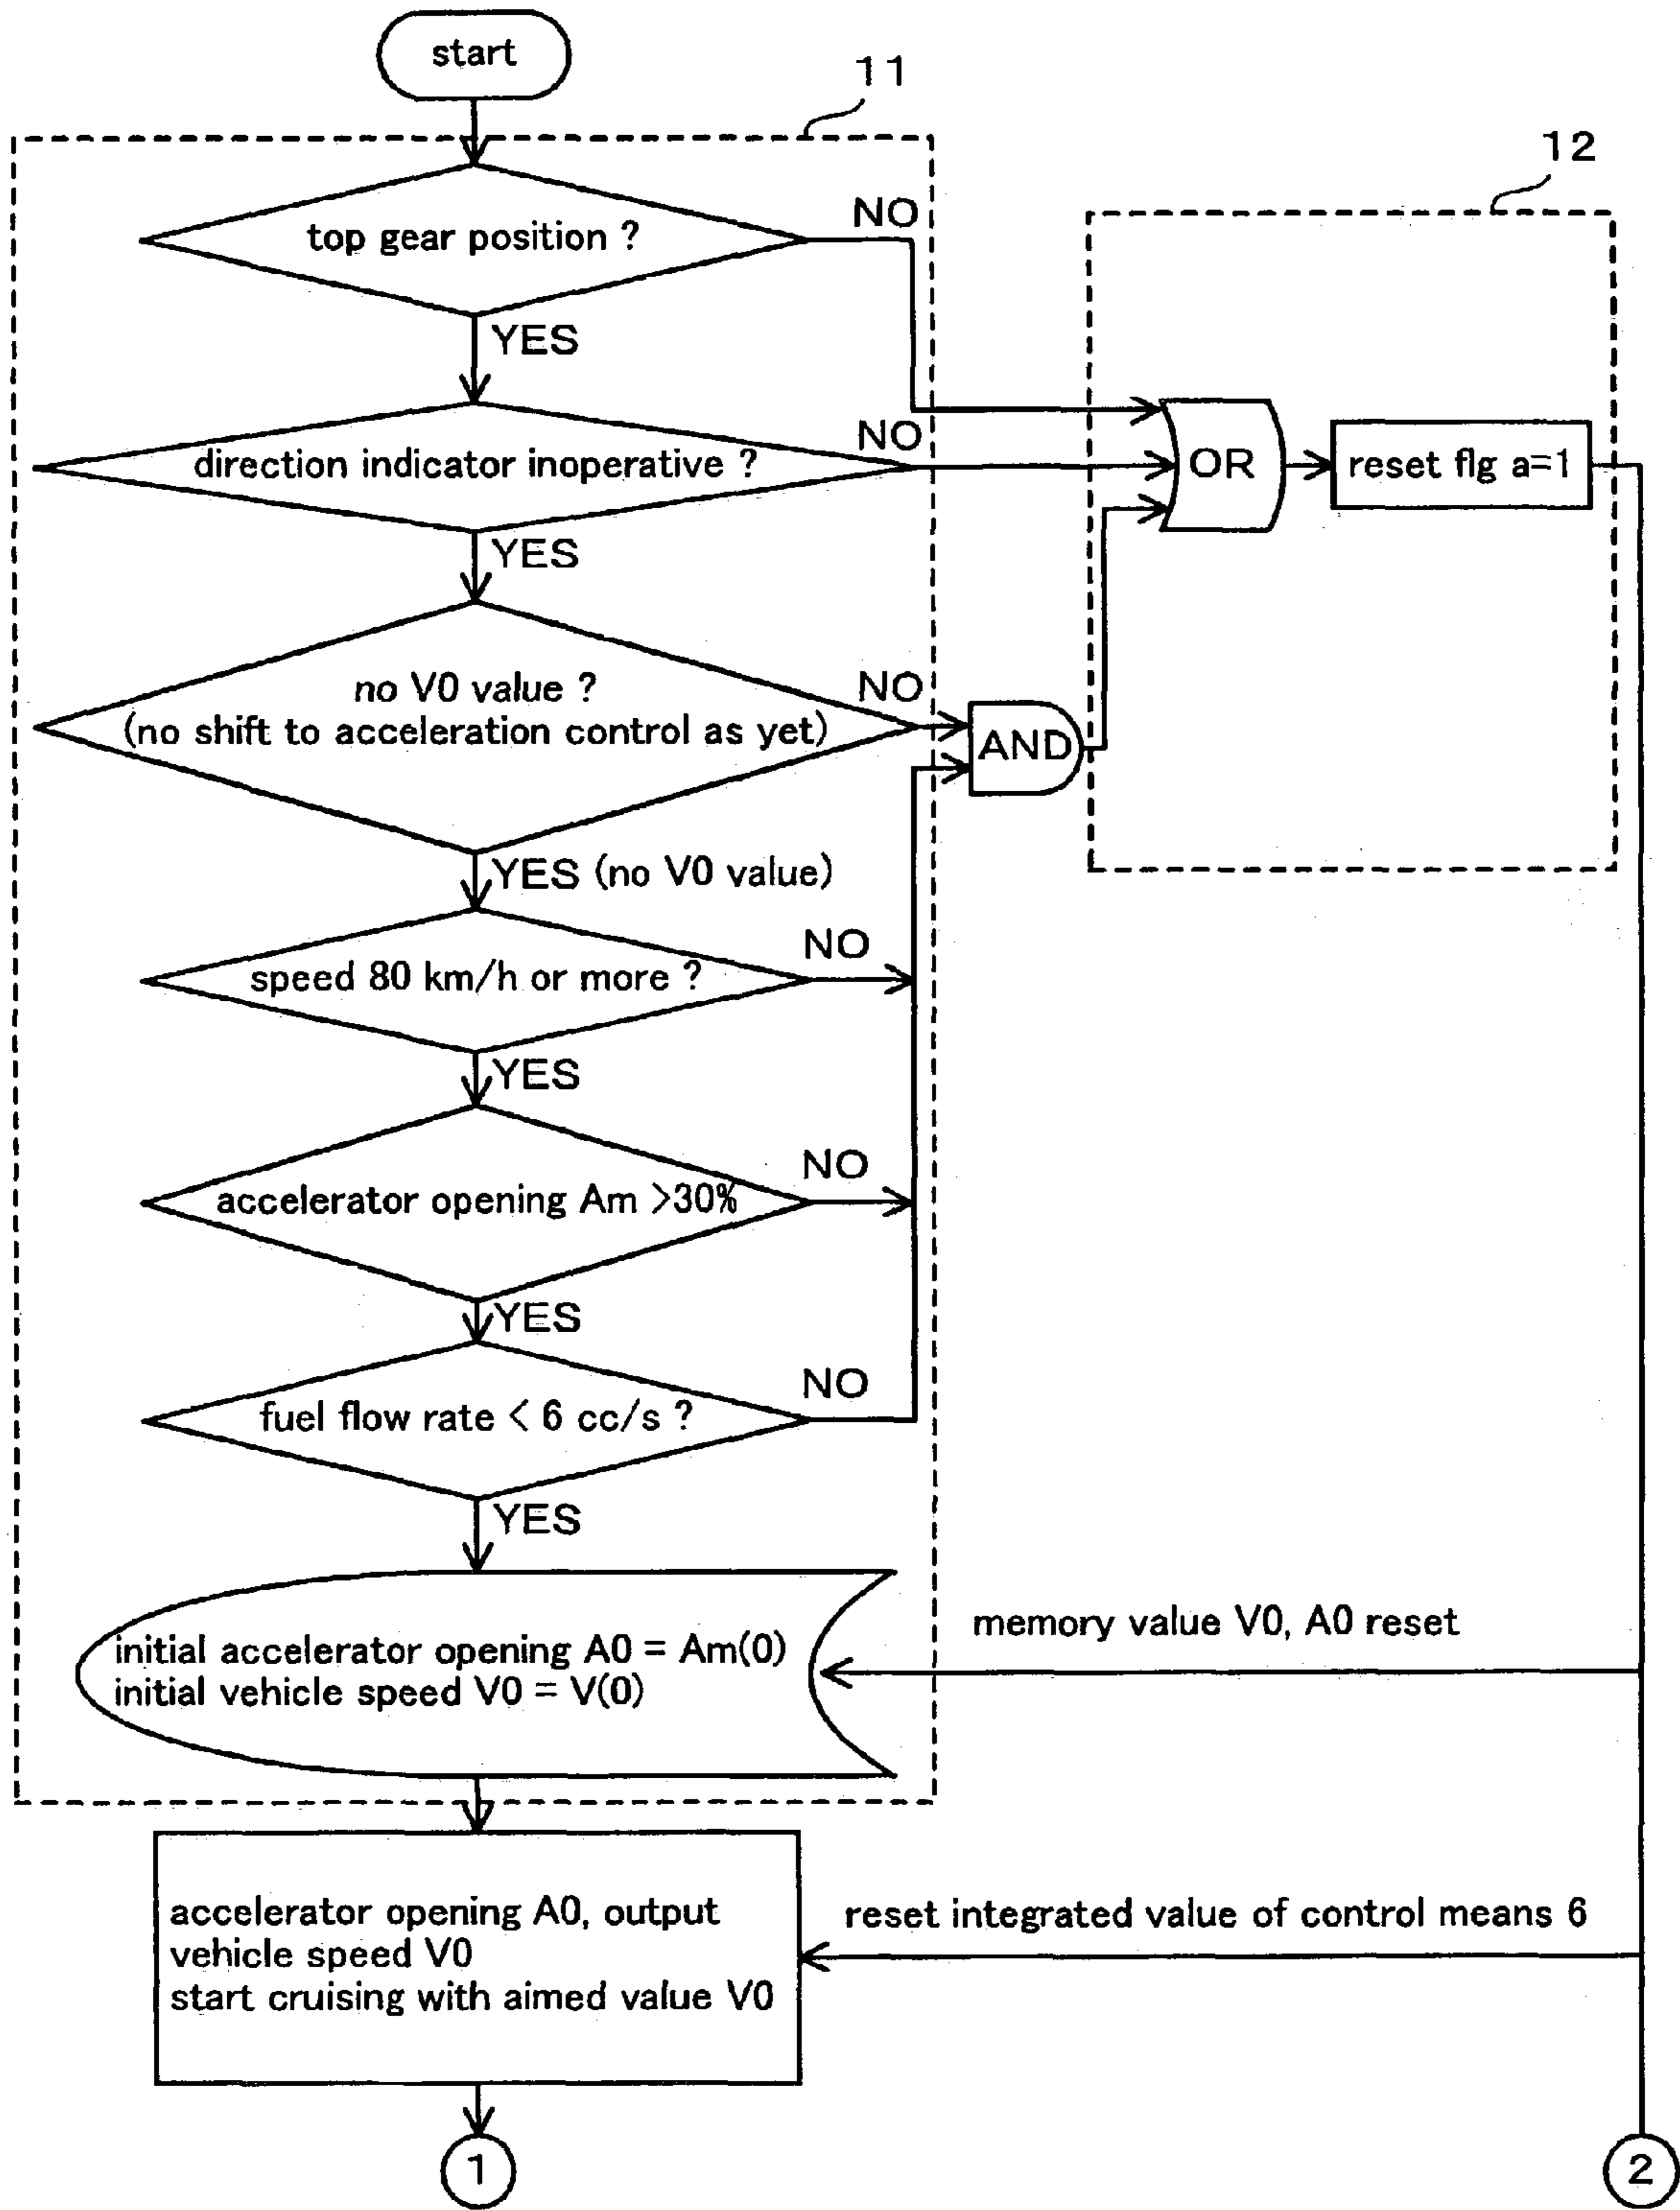 start
11
12
top gear position ?
NO
YES
direction indicator inoperative ?
NO
OR
reset flg a=1
YES
no V0 value ?
(no shift to acceleration control as yet)
NO
AND
YES (no V0 value)
speed 80 km/h or more ?
NO
YES
accelerator opening Am >30%
NO
YES
fuel flow rate < 6 cc/s ?
NO
YES
initial accelerator opening A0 = Am(0)
initial vehicle speed V0 = V(0)
memory value V0, A0 reset
accelerator opening A0, output
vehicle speed V0
start cruising with aimed value V0
reset integrated value of control means 6
1
2